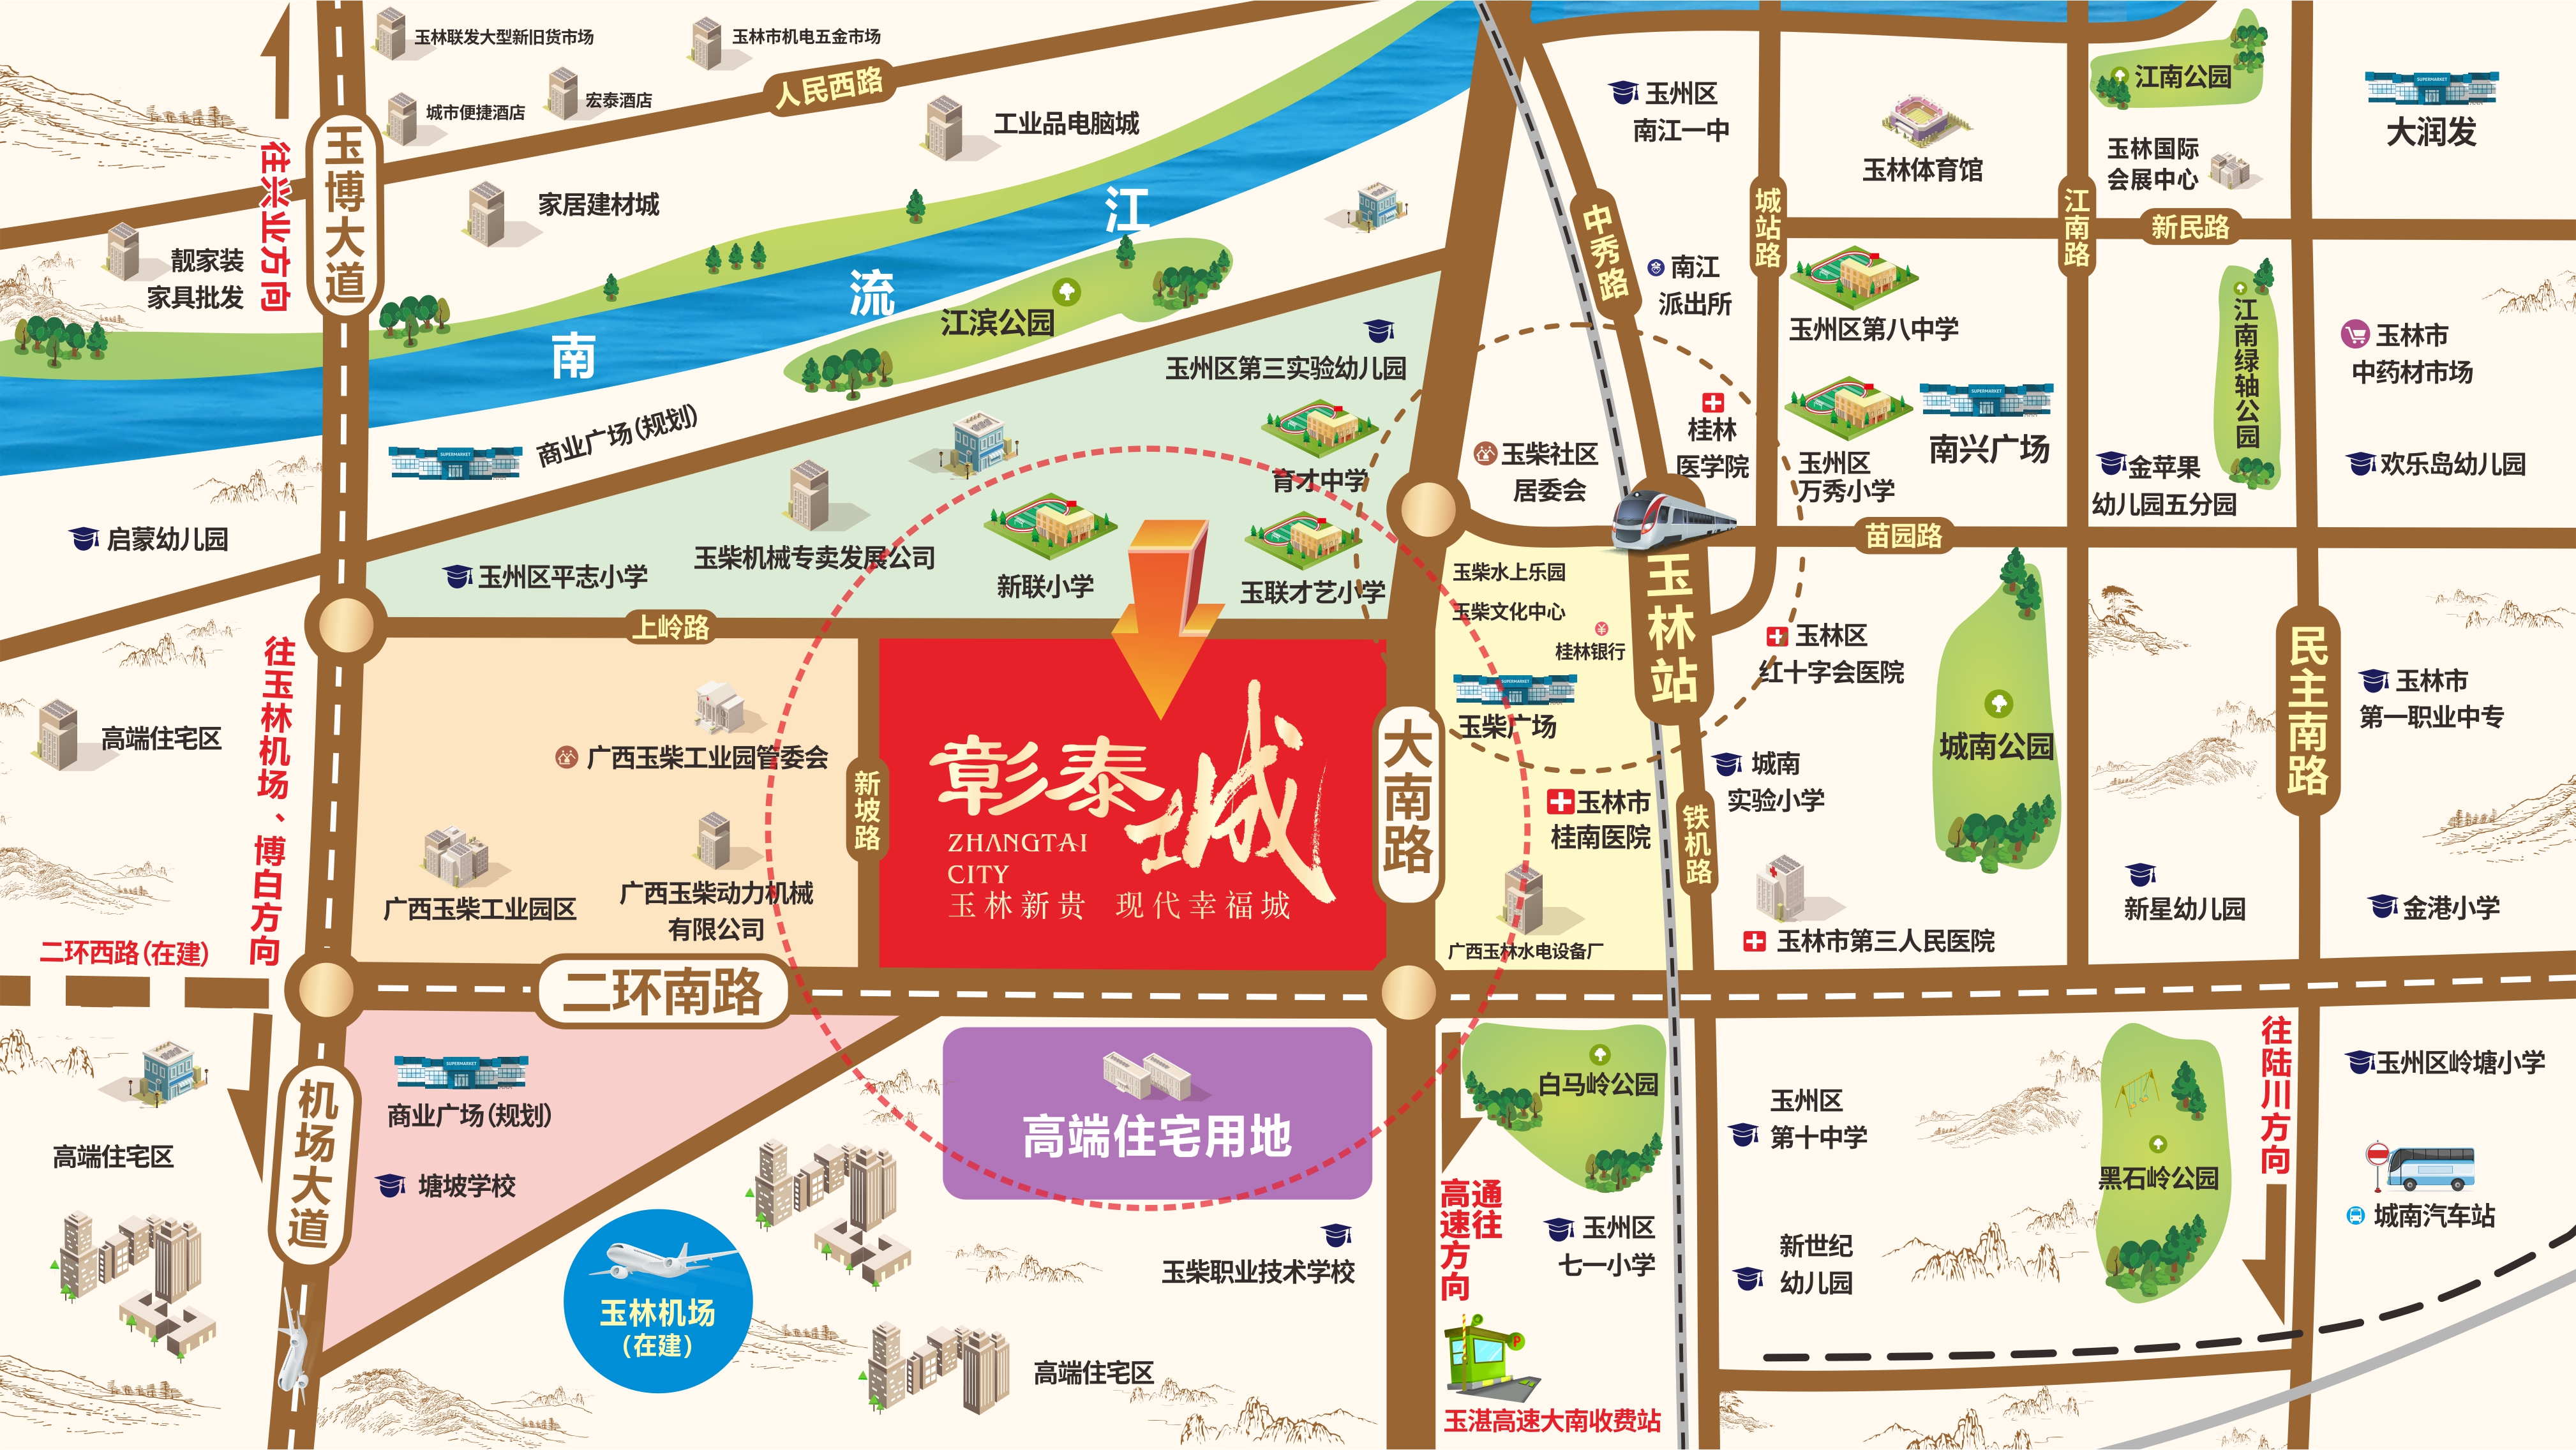 玉林联发大型新旧货市场
玉林市机电五金市场
城市便捷酒店
宏泰酒店
人民西路
工业品电脑城
往兴业方向
玉博大道
家居建材城
靓家装
家具批发
南流江
江滨公园
商业广场(规划)
SUPERMARKET
启蒙幼儿园
玉州区第三实验幼儿园
育才中学
玉柴机械专卖发展公司
新联小学
玉联才艺小学
玉州区平志小学
上岭路
玉州区
南江一中
中秀路
城站路
玉林体育馆
江南路
江南公园
玉林国际
会展中心
SUPERMARKET
大润发
新民路
南江
派出所
玉州区第八中学
江南绿轴公园
玉林市
中药材市场
桂林
医学院
玉柴社区
居委会
玉州区
万秀小学
SUPERMARKET
南兴广场
金苹果
幼儿园五分园
欢乐岛幼儿园
苗园路
玉林站
玉柴水上乐园
玉柴文化中心
桂林银行
SUPERMARKET
玉柴广场
玉林区
红十字会医院
城南公园
民主南路
玉林市
第一职业中专
往玉林机场、博白方向
高端住宅区
广西玉柴工业园管委会
广西玉柴工业园区
广西玉柴动力机械
有限公司
新坡路
彰泰城
ZHANGTAI
CITY
玉林新贵 现代幸福城
大南路
玉林市
桂南医院
铁机路
城南
实验小学
广西玉林水电设备厂
玉林市第三人民医院
新星幼儿园
金港小学
二环西路(在建)
二环南路
机场大道
SUPERMARKET
商业广场(规划)
塘坡学校
高端住宅区
高端住宅用地
玉林机场
(在建)
玉柴职业技术学校
高端住宅区
白马岭公园
通往
高速方向
玉州区
七一小学
P
玉湛高速大南收费站
玉州区
第十中学
新世纪
幼儿园
黑石岭公园
往陆川方向
玉州区岭塘小学
城南汽车站